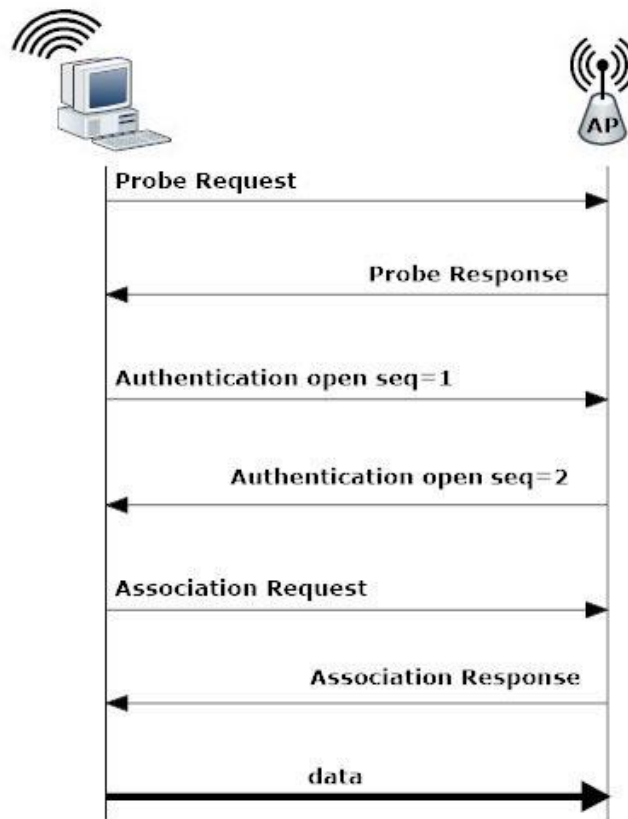 AP
Probe Request
Probe Response
Authentication open seq=1
Authentication open seq=2
Association Request
Association Response
data